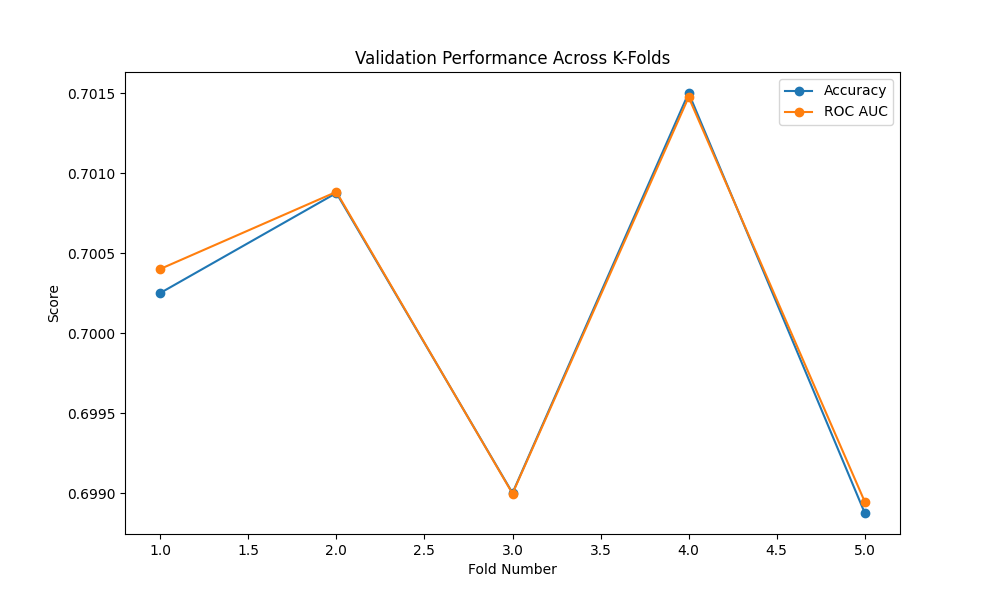 Validation Performance Across K-Folds
Accuracy
ROC AUC
0.7015
0.7010
0.7005
0.7000
0.6995
0.6990
Score
1.0 1.5 2.0 2.5 3.0 3.5 4.0 4.5 5.0
Fold Number